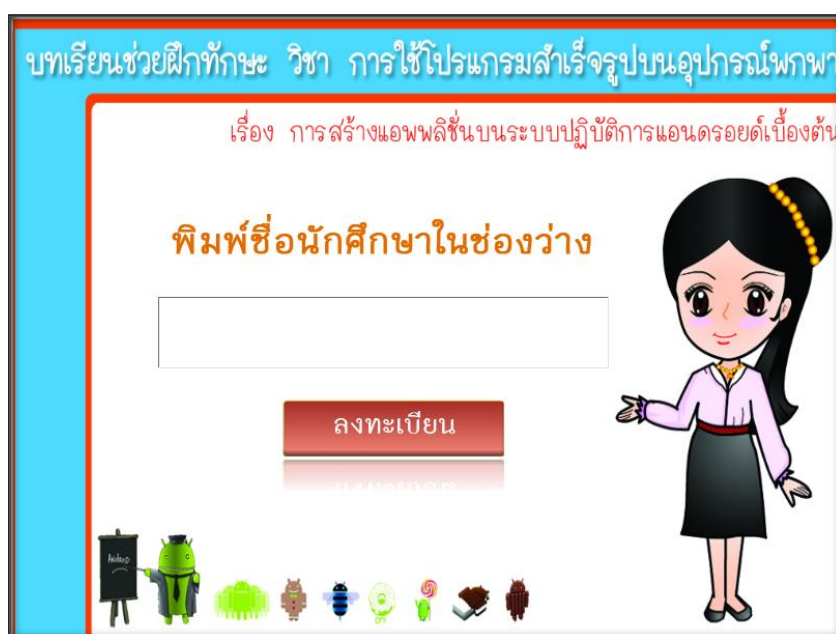 บทเรียนช่วยฝึกทักษะ วิชา การใช้โปรแกรมสำเร็จรูปบนอุปกรณ์พกพา
เรื่อง การสร้างแอพพลิชั่นบนระบบปฏิบัติการแอนดรอยด์เบื้องต้น
พิมพ์ชื่อนักศึกษาในช่องว่าง
ลงทะเบียน